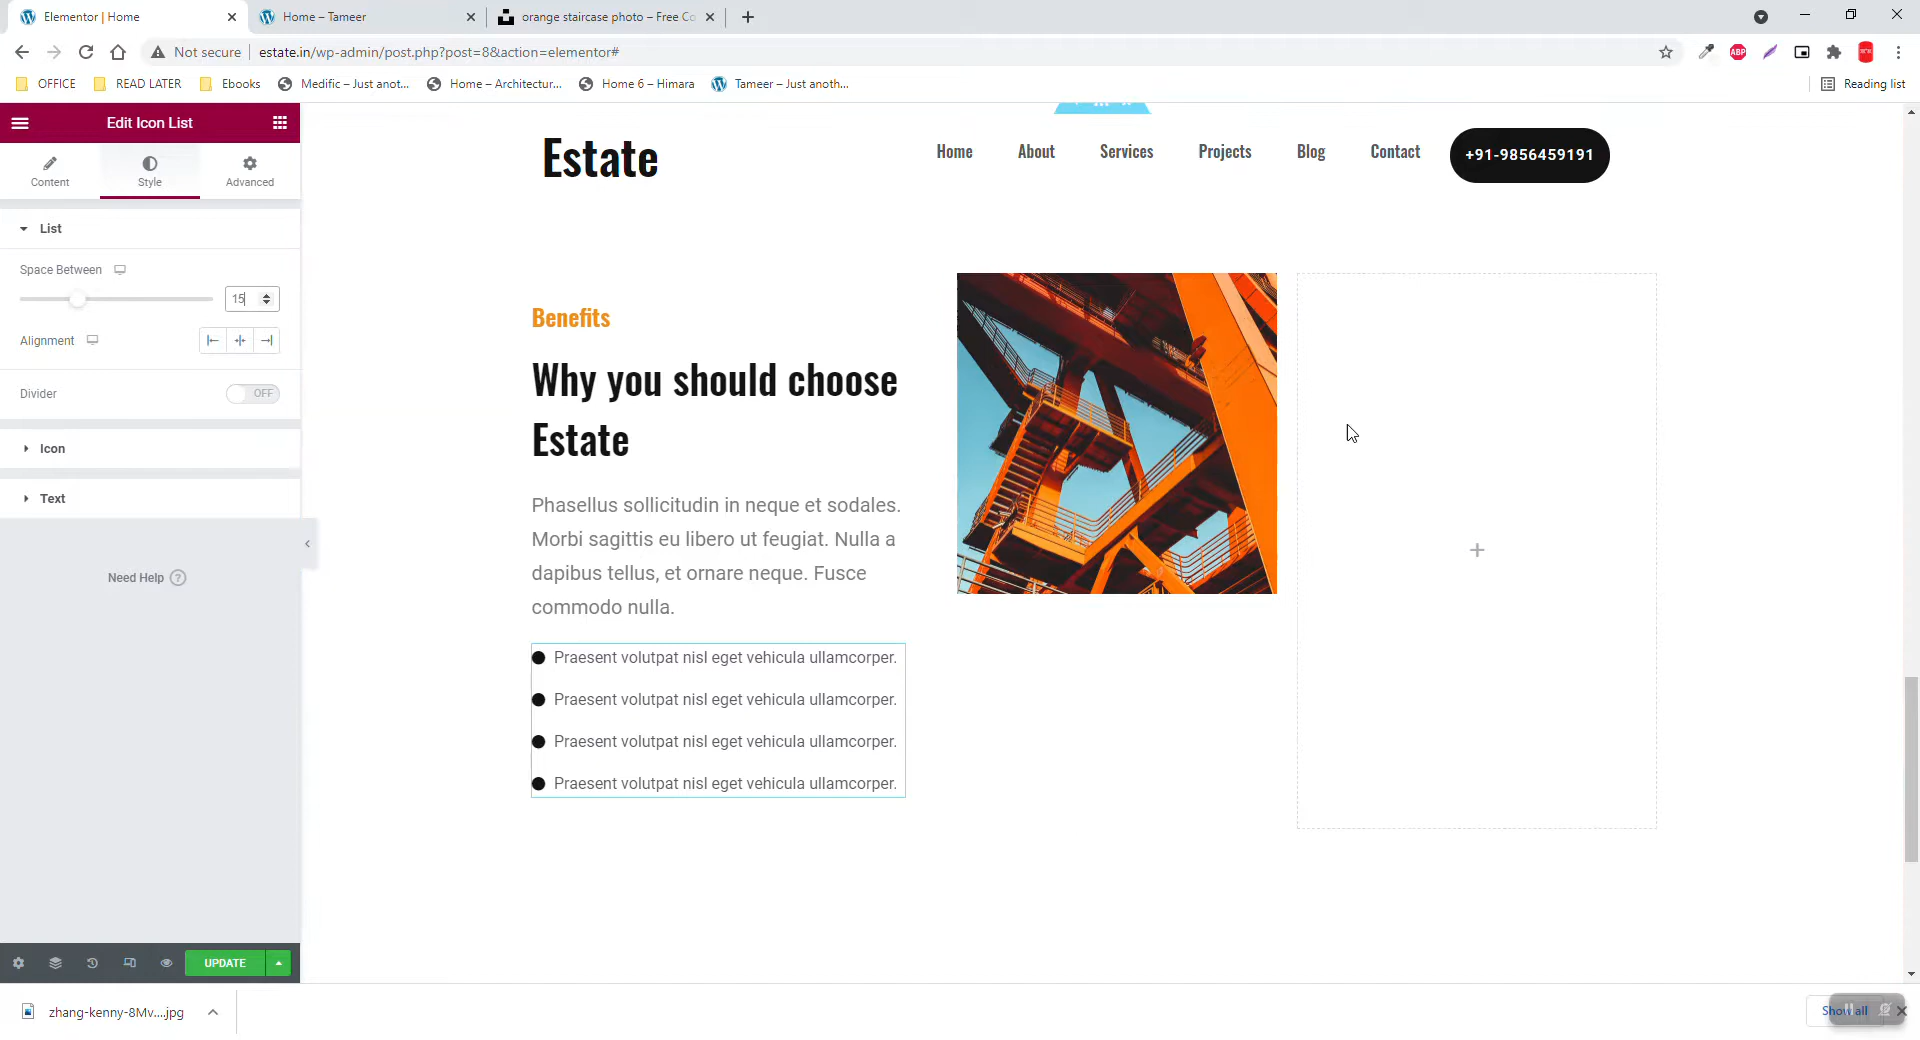 Elementor | Home
Home – Tameer
orange staircase photo – Free Co
Not secure
estate.in/wp-admin/post.php?post=8&action=elementor#
ABP
OFFICE
READ LATER
Ebooks
Medific – Just anot...
Home – Architectur...
Home 6 – Himara
Tameer – Just anoth...
Reading list
Edit Icon List
Content
Style
Advanced
List
Space Between
15
Alignment
Divider
OFF
Icon
Text
Need Help ?
UPDATE
Estate
Home
About
Services
Projects
Blog
Contact
+91-9856459191
Benefits
Why you should choose
Estate
Phasellus sollicitudin in neque et sodales.
Morbi sagittis eu libero ut feugiat. Nulla a
dapibus tellus, et ornare neque. Fusce
commodo nulla.
Praesent volutpat nisl eget vehicula ullamcorper.
Praesent volutpat nisl eget vehicula ullamcorper.
Praesent volutpat nisl eget vehicula ullamcorper.
Praesent volutpat nisl eget vehicula ullamcorper.
zhang-kenny-8Mv....jpg
Show all